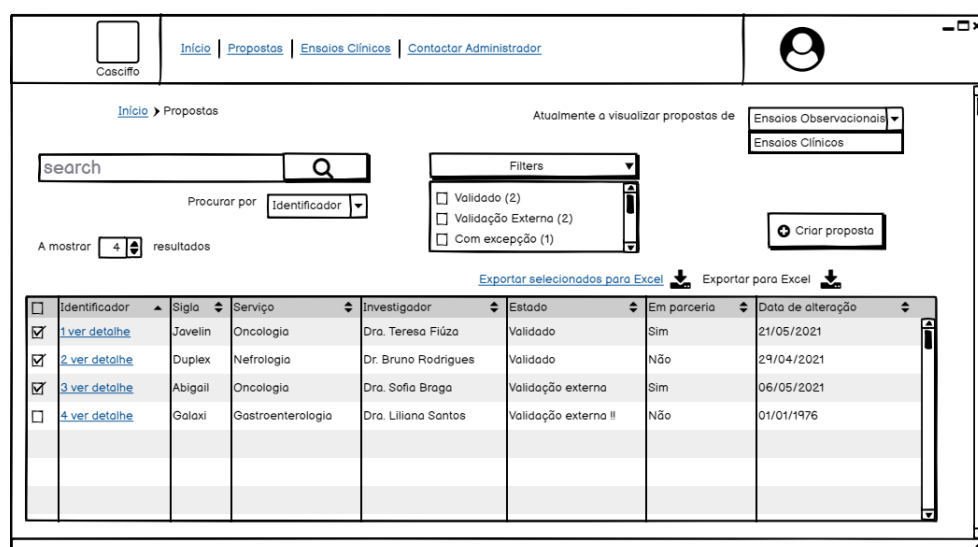 Casciffo
Início | Propostas | Ensaios Clínicos | Contactar Administrador
Início > Propostas
Atualmente a visualizar propostas de
Ensaios Observacionais
Ensaios Clínicos
search
Filters
Procurar por Identificador
Validado (2)
Validação Externa (2)
Com excepção (1)
Criar proposta
A mostrar 4 resultados
Exportar selecionados para Excel Exportar para Excel
Identificador Sigla Serviço Investigador Estado Em parceria Data de alteração
1 ver detalhe Javelin Oncologia Dra. Teresa Fiúza Validado Sim 21/05/2021
2 ver detalhe Duplex Nefrologia Dr. Bruno Rodrigues Validado Não 29/04/2021
3 ver detalhe Abigail Oncologia Dra. Sofia Braga Validação externa Sim 06/05/2021
4 ver detalhe Galaxi Gastroenterologia Dra. Liliana Santos Validação externa !! Não 01/01/1976